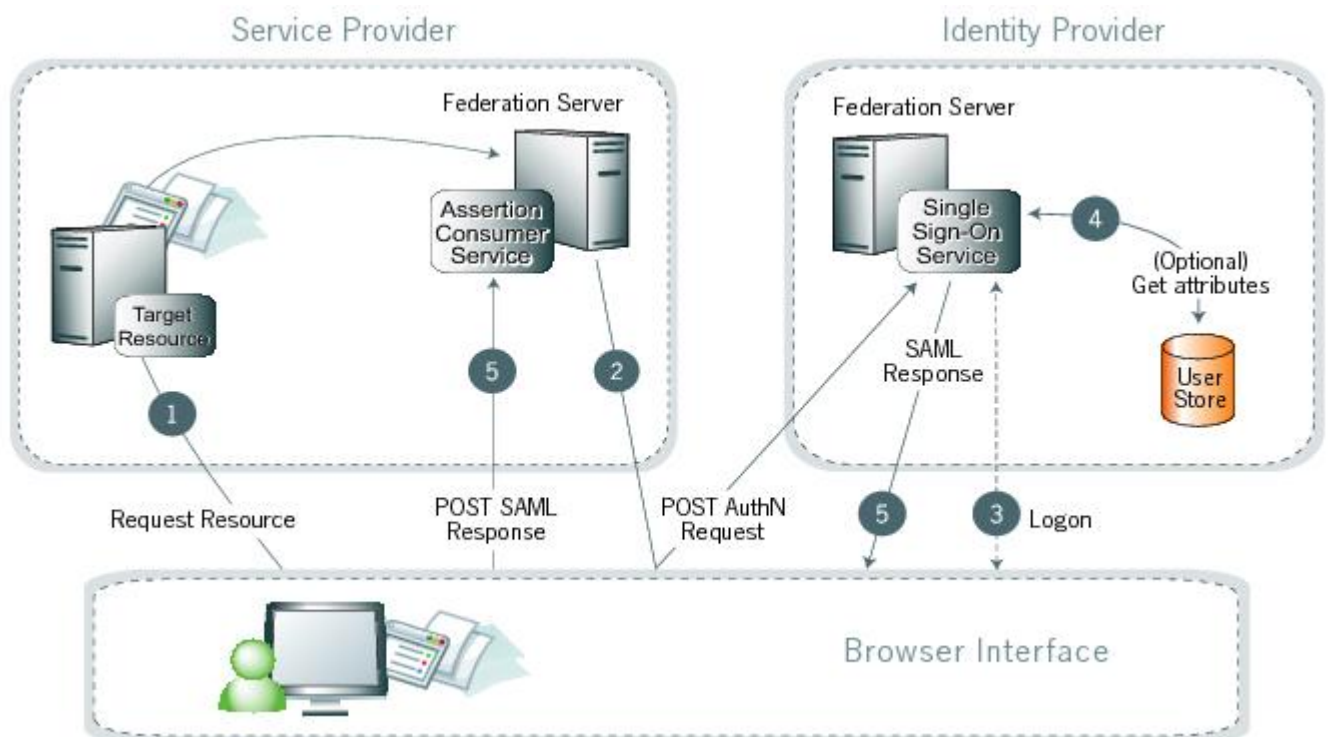 Service Provider
Identity Provider
Federation Server
Federation Server
Assertion
Consumer
Service
Single
Sign-On
Service
4
(Optional)
Get attributes
Target
Resource
5
2
SAML
Response
User
Store
1
Request Resource
POST SAML
Response
POST AuthN
Request
5
3
Logon
Browser Interface